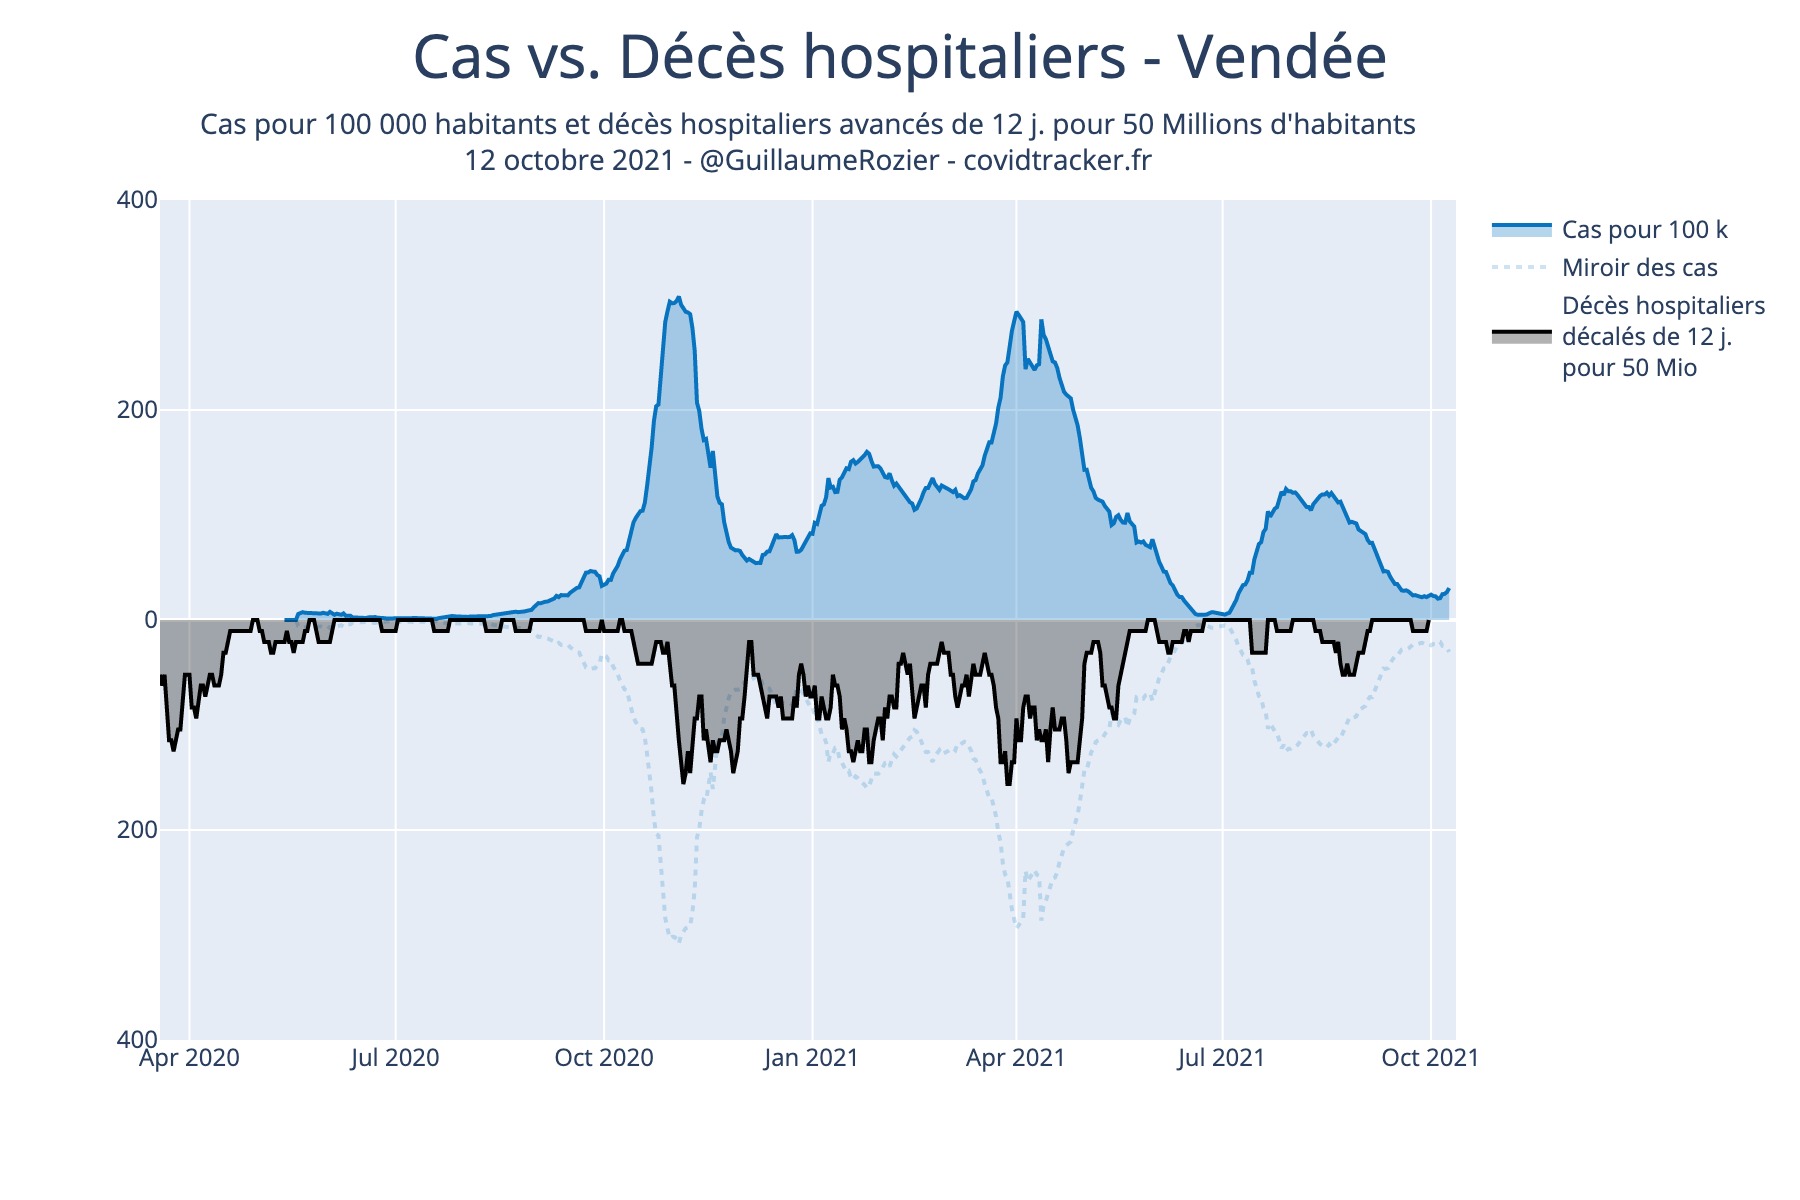 Cas vs. Décès hospitaliers - Vendée
Cas pour 100 000 habitants et décès hospitaliers avancés de 12 j. pour 50 Millions d'habitants
12 octobre 2021 - @GuillaumeRozier - covidtracker.fr
400
200
0
200
400
Apr 2020
Jul 2020
Oct 2020
Jan 2021
Apr 2021
Jul 2021
Oct 2021
Cas pour 100 k
Miroir des cas
Décès hospitaliers
décalés de 12 j.
pour 50 Mio